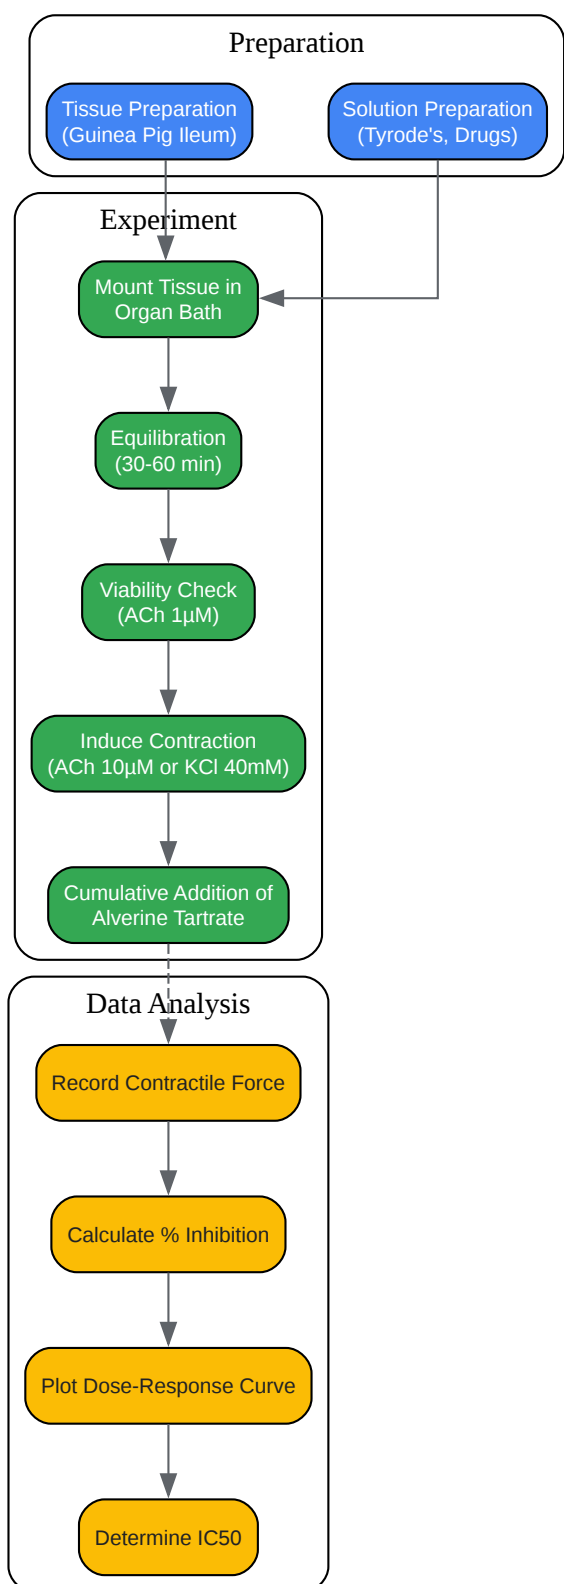 Preparation
Tissue Preparation
(Guinea Pig Ileum)
Solution Preparation
(Tyrode's, Drugs)
Experiment
Mount Tissue in
Organ Bath
Equilibration
(30-60 min)
Viability Check
(ACh 1µM)
Induce Contraction
(ACh 10µM or KCl 40mM)
Cumulative Addition of
Alverine Tartrate
Data Analysis
Record Contractile Force
Calculate % Inhibition
Plot Dose-Response Curve
Determine IC50